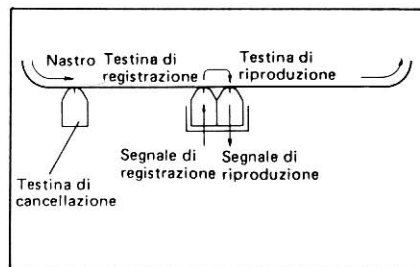 Nastro
Testina di
registrazione
Testina di
riproduzione
Segnale di
registrazione
Segnale di
riproduzione
Testina di
cancellazione